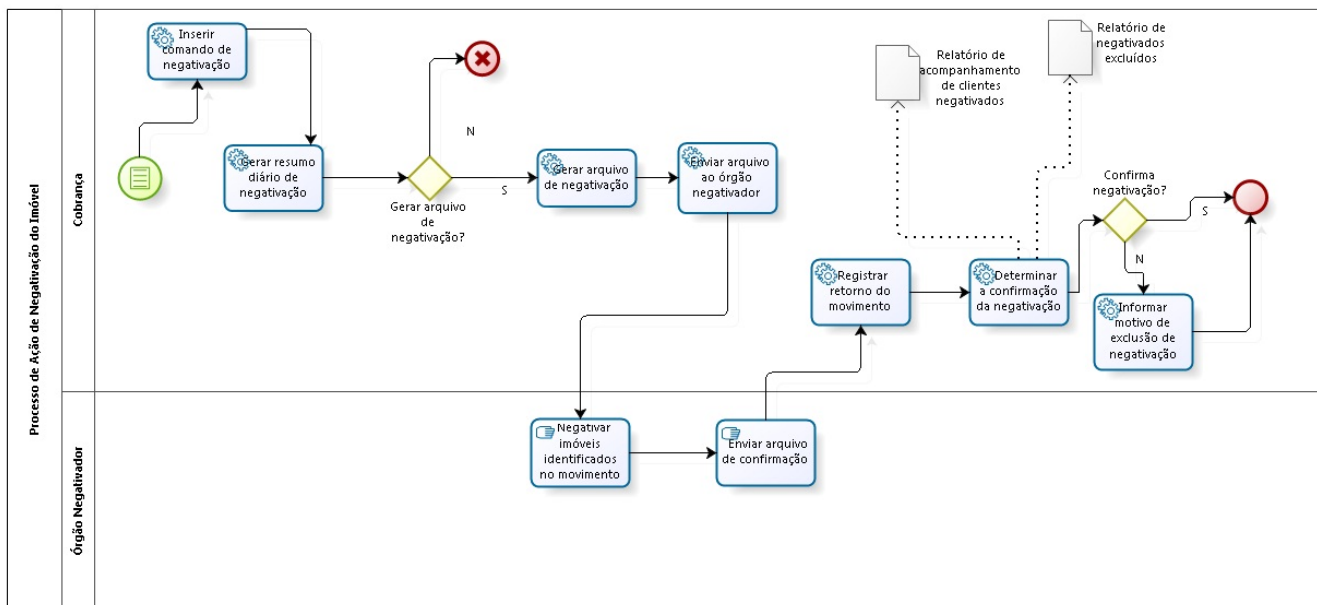 Processo de Ação de Negativação do Imóvel
Cobrança
Órgão Negativador
Inserir
comando de
negativação
Gerar resumo
diário de
negativação
Gerar arquivo
de
negativação?
N
S
Gerar arquivo
de negativação
Enviar arquivo
ao órgão
negativador
Negativar
imóveis
identificados
no movimento
Enviar arquivo
de confirmação
Registrar
retorno do
movimento
Determinar
a confirmação
da negativação
Relatório de
acompanhamento
de clientes
negativados
Relatório de
negativados
excluídos
Confirma
negativação?
S
N
Informar
motivo de
exclusão de
negativação